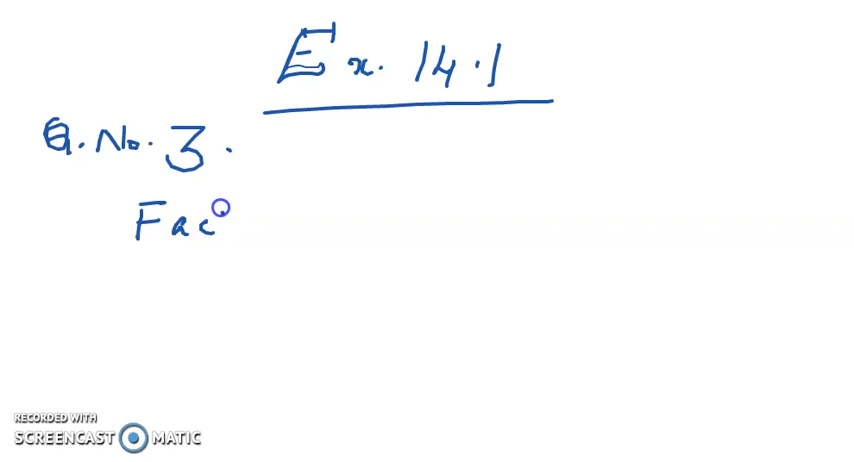 Ex. 14.1
Q. No. 3.
Fac
RECORDED WITH
SCREENCAST MATIC